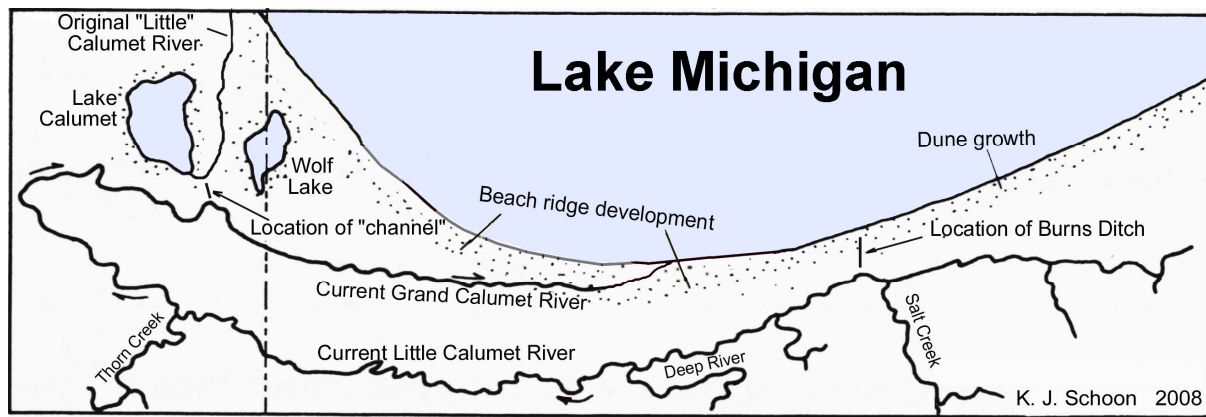 Original "Little"
Calumet River
Lake Michigan
Lake
Calumet
Dune growth
Wolf
Lake
Beach ridge development
Location of "channel"
Location of Burns Ditch
Current Grand Calumet River
Salt Creek
Thorn Creek
Current Little Calumet River
Deep River
K. J. Schoon 2008